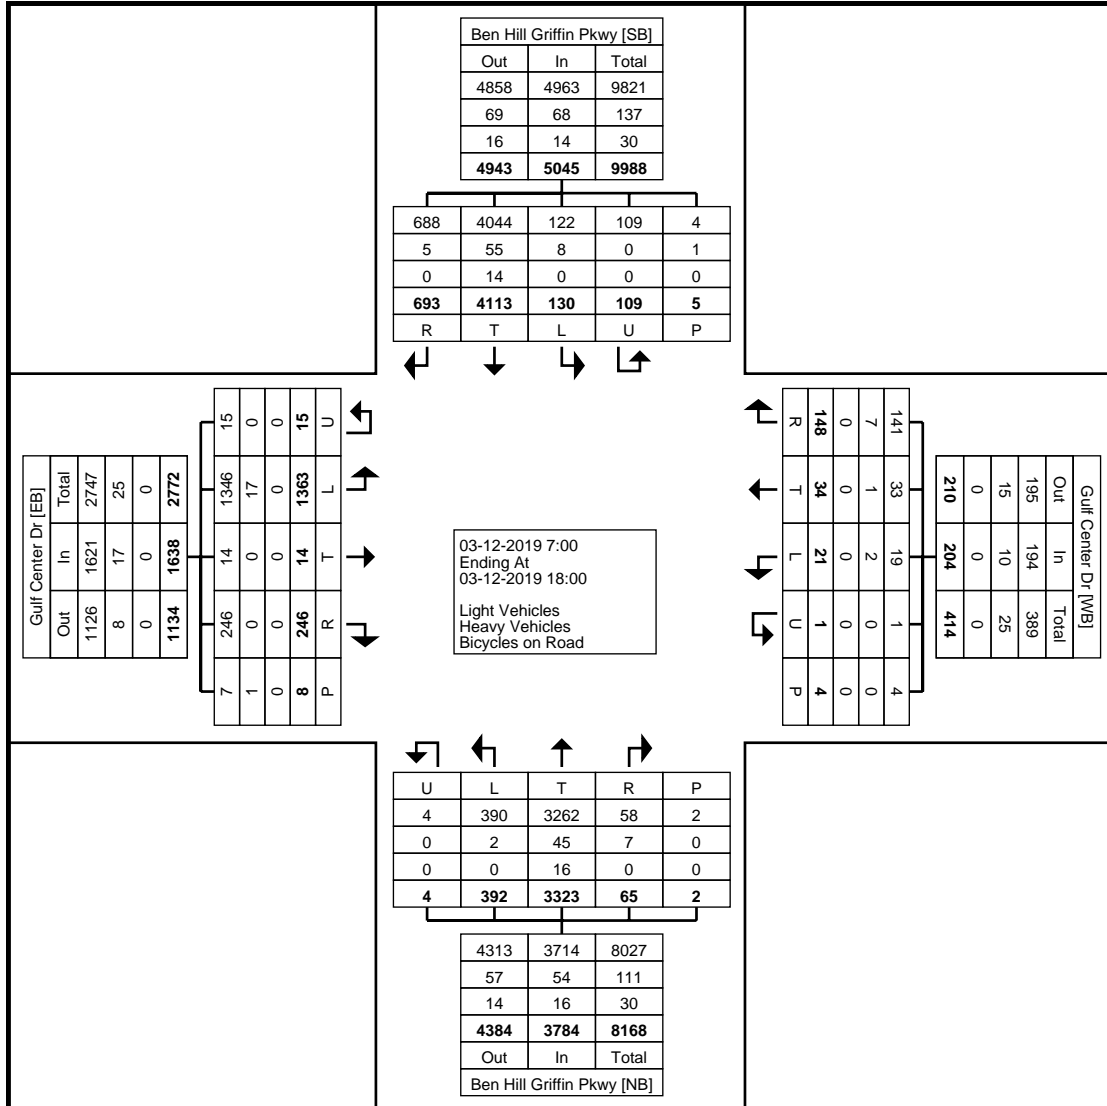 Ben Hill Griffin Pkwy [SB]
Out In Total
4858 4963 9821
69 68 137
16 14 30
4943 5045 9988
688 4044 122 109 4
5 55 8 0 1
0 14 0 0 0
693 4113 130 109 5
R T L U P
Gulf Center Dr [EB]
Total 2747 25 0 2772
In 1621 17 0 1638
Out 1126 8 0 1134
15 0 0 15 U
1346 17 0 1363 L
14 0 0 14 T
246 0 0 246 R
7 1 0 8 P
03-12-2019 7:00
Ending At
03-12-2019 18:00
Light Vehicles
Heavy Vehicles
Bicycles on Road
R 148 0 7 141
T 34 0 1 33
L 21 0 2 19
U 1 0 0 1
P 4 0 0 4
210 0 15 195 Out
204 0 10 194 In
414 0 25 389 Total
Gulf Center Dr [WB]
U L T R P
4 390 3262 58 2
0 2 45 7 0
0 0 16 0 0
4 392 3323 65 2
4313 3714 8027
57 54 111
14 16 30
4384 3784 8168
Out In Total
Ben Hill Griffin Pkwy [NB]